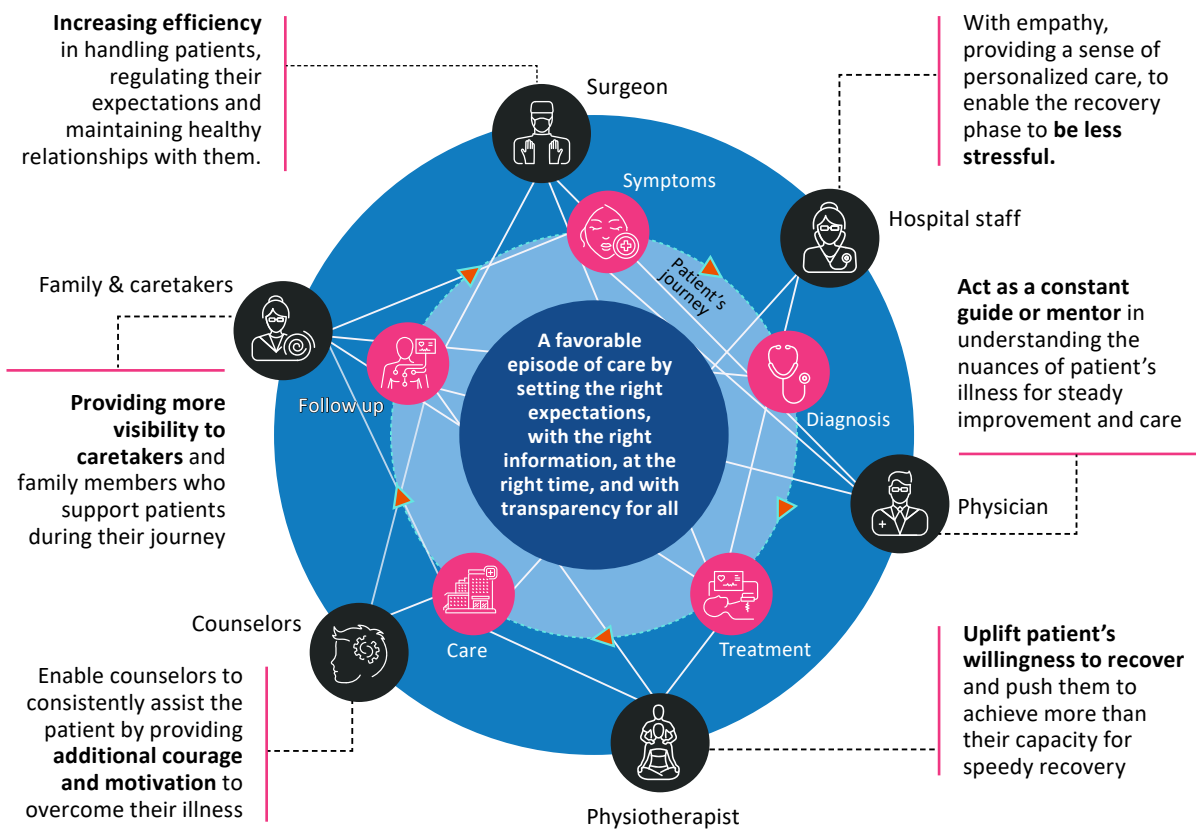 Increasing efficiency
in handling patients,
regulating their
expectations and
maintaining healthy
relationships with them.
Surgeon
With empathy,
providing a sense of
personalized care, to
enable the recovery
phase to be less
stressful.
Hospital staff
Symptoms
Patient's
journey
Family & caretakers
Providing more
visibility to
caretakers and
family members who
support patients
during their journey
Follow up
A favorable
episode of care by
setting the right
expectations,
with the right
information, at the
right time, and with
transparency for all
Diagnosis
Act as a constant
guide or mentor in
understanding the
nuances of patient's
illness for steady
improvement and care
Physician
Counselors
Enable counselors to
consistently assist the
patient by providing
additional courage
and motivation to
overcome their illness
Care
Treatment
Physiotherapist
Uplift patient's
willingness to recover
and push them to
achieve more than
their capacity for
speedy recovery